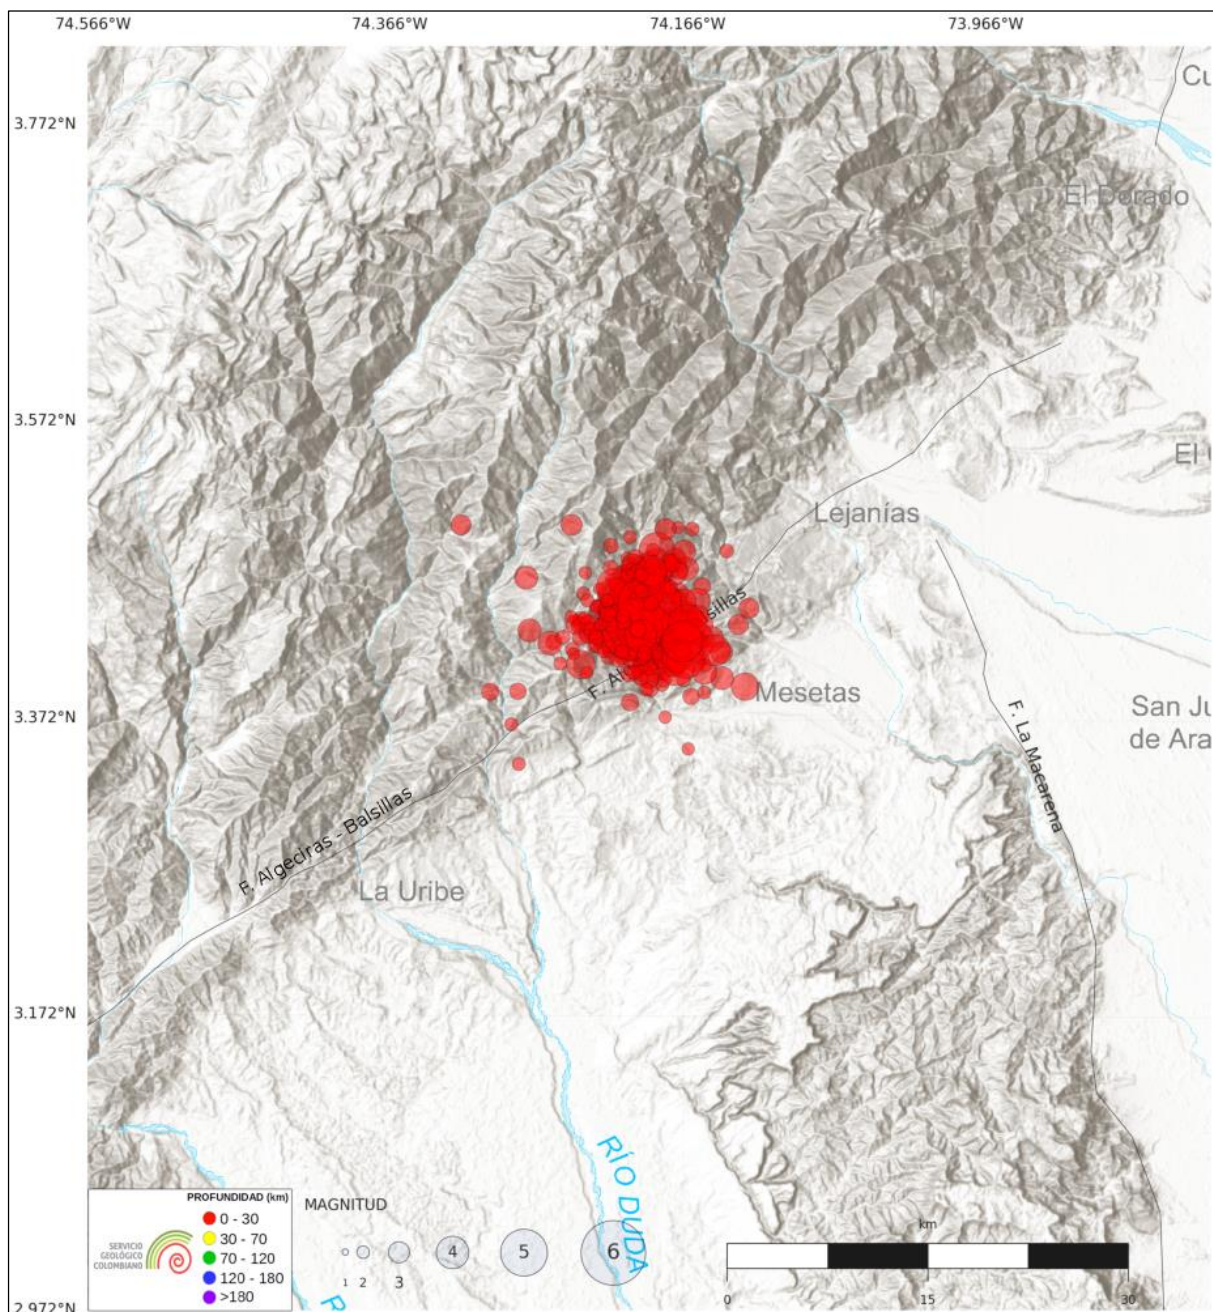 74.566°W
74.366°W
74.166°W
73.966°W
Cu
3.772°N
El Dorado
3.572°N
El
Lejanías
sillas
F. Al
Mesetas
3.372°N
San Ju
de Ara
F. La Macarena
F. Algeciras - Balsillas
La Uribe
3.172°N
RÍO DUDA
PROFUNDIDAD (km)
0 - 30
30 - 70
70 - 120
120 - 180
>180
SERVICIO
GEOLÓGICO
COLOMBIANO
MAGNITUD
1
2
3
4
5
6
km
0
15
30
R
2.972°N